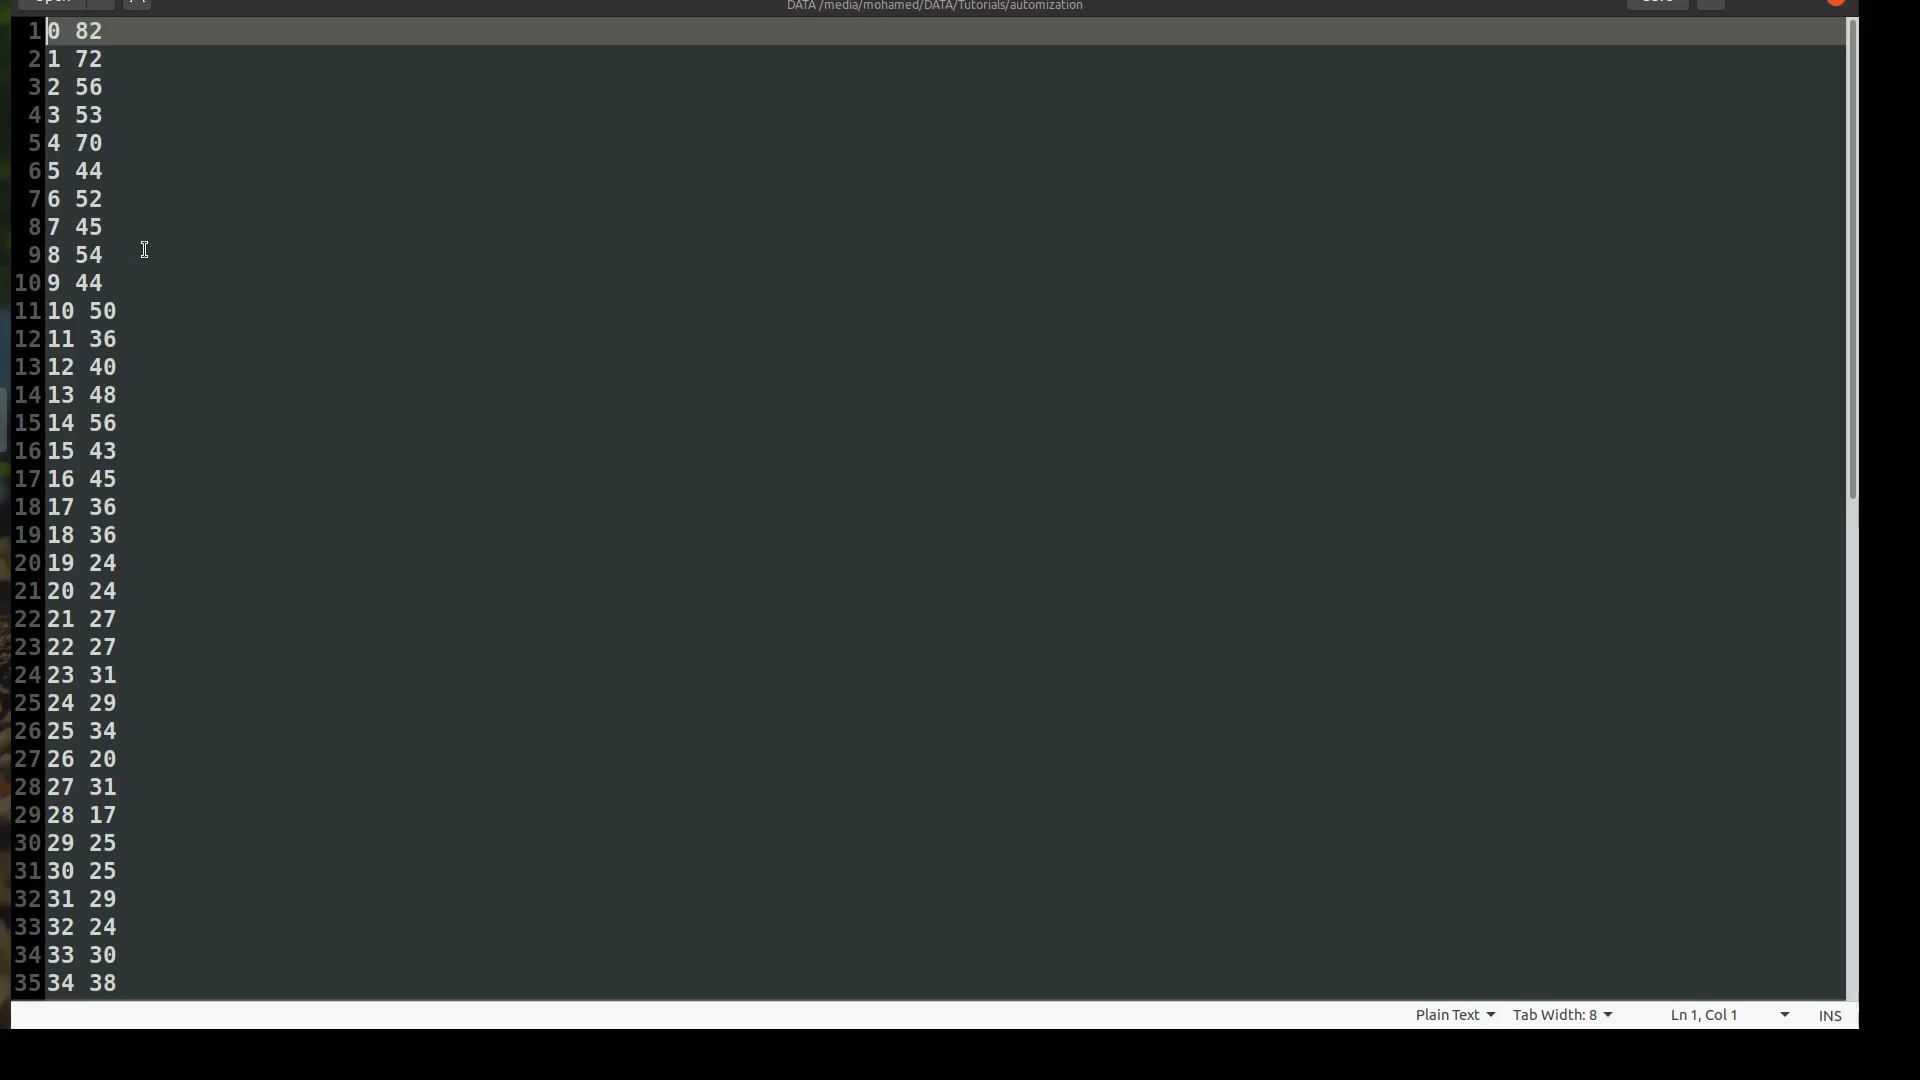 Open
DATA /media/mohamed/DATA/Tutorials/automization
Save
1 0 82
2 1 72
3 2 56
4 3 53
5 4 70
6 5 44
7 6 52
8 7 45
9 8 54
10 9 44
11 10 50
12 11 36
13 12 40
14 13 48
15 14 56
16 15 43
17 16 45
18 17 36
19 18 36
20 19 24
21 20 24
22 21 27
23 22 27
24 23 31
25 24 29
26 25 34
27 26 20
28 27 31
29 28 17
30 29 25
31 30 25
32 31 29
33 32 24
34 33 30
35 34 38
Plain Text Tab Width: 8 Ln 1, Col 1 INS